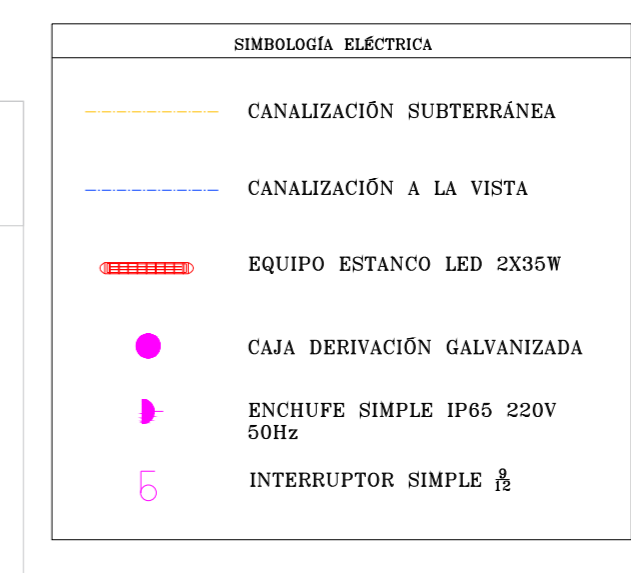 SIMBOLOGÍA ELÉCTRICA
CANALIZACIÓN SUBTERRÁNEA
CANALIZACIÓN A LA VISTA
EQUIPO ESTANCO LED 2X35W
CAJA DERIVACIÓN GALVANIZADA
ENCHUFE SIMPLE IP65 220V
50Hz
INTERRUPTOR SIMPLE 9/12